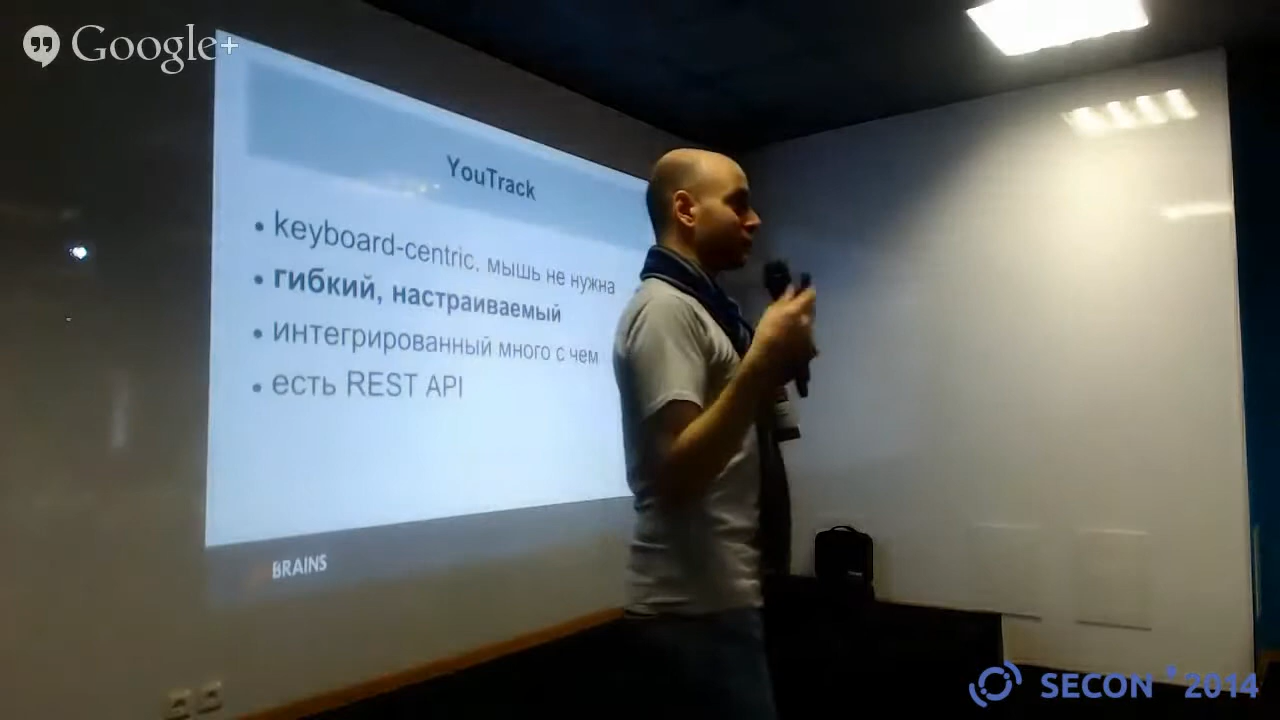 Google+
YouTrack
• keyboard-centric. мышь не нужна
• гибкий, настраиваемый
• интегрированный много с чем
• есть REST API
BRAINS
SECON 2014